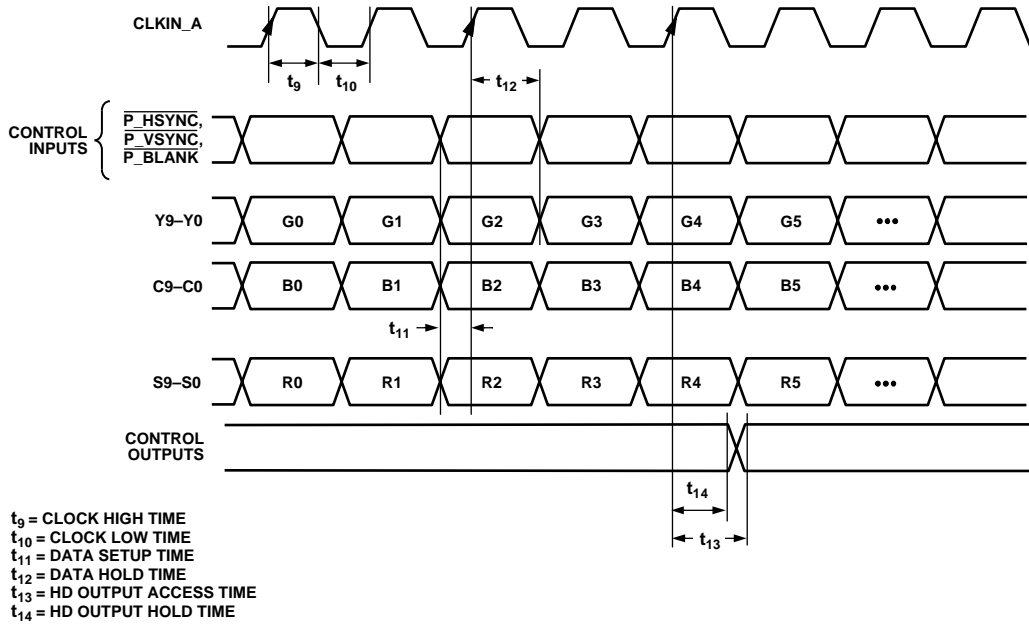 CLKIN_A
t9 t10 t12
CONTROL INPUTS
P_HSYNC,
P_VSYNC,
P_BLANK
Y9–Y0 G0 G1 G2 G3 G4 G5 •••
C9–C0 B0 B1 B2 B3 B4 B5 •••
t11
S9–S0 R0 R1 R2 R3 R4 R5 •••
CONTROL OUTPUTS
t14
t13
t9 = CLOCK HIGH TIME
t10 = CLOCK LOW TIME
t11 = DATA SETUP TIME
t12 = DATA HOLD TIME
t13 = HD OUTPUT ACCESS TIME
t14 = HD OUTPUT HOLD TIME